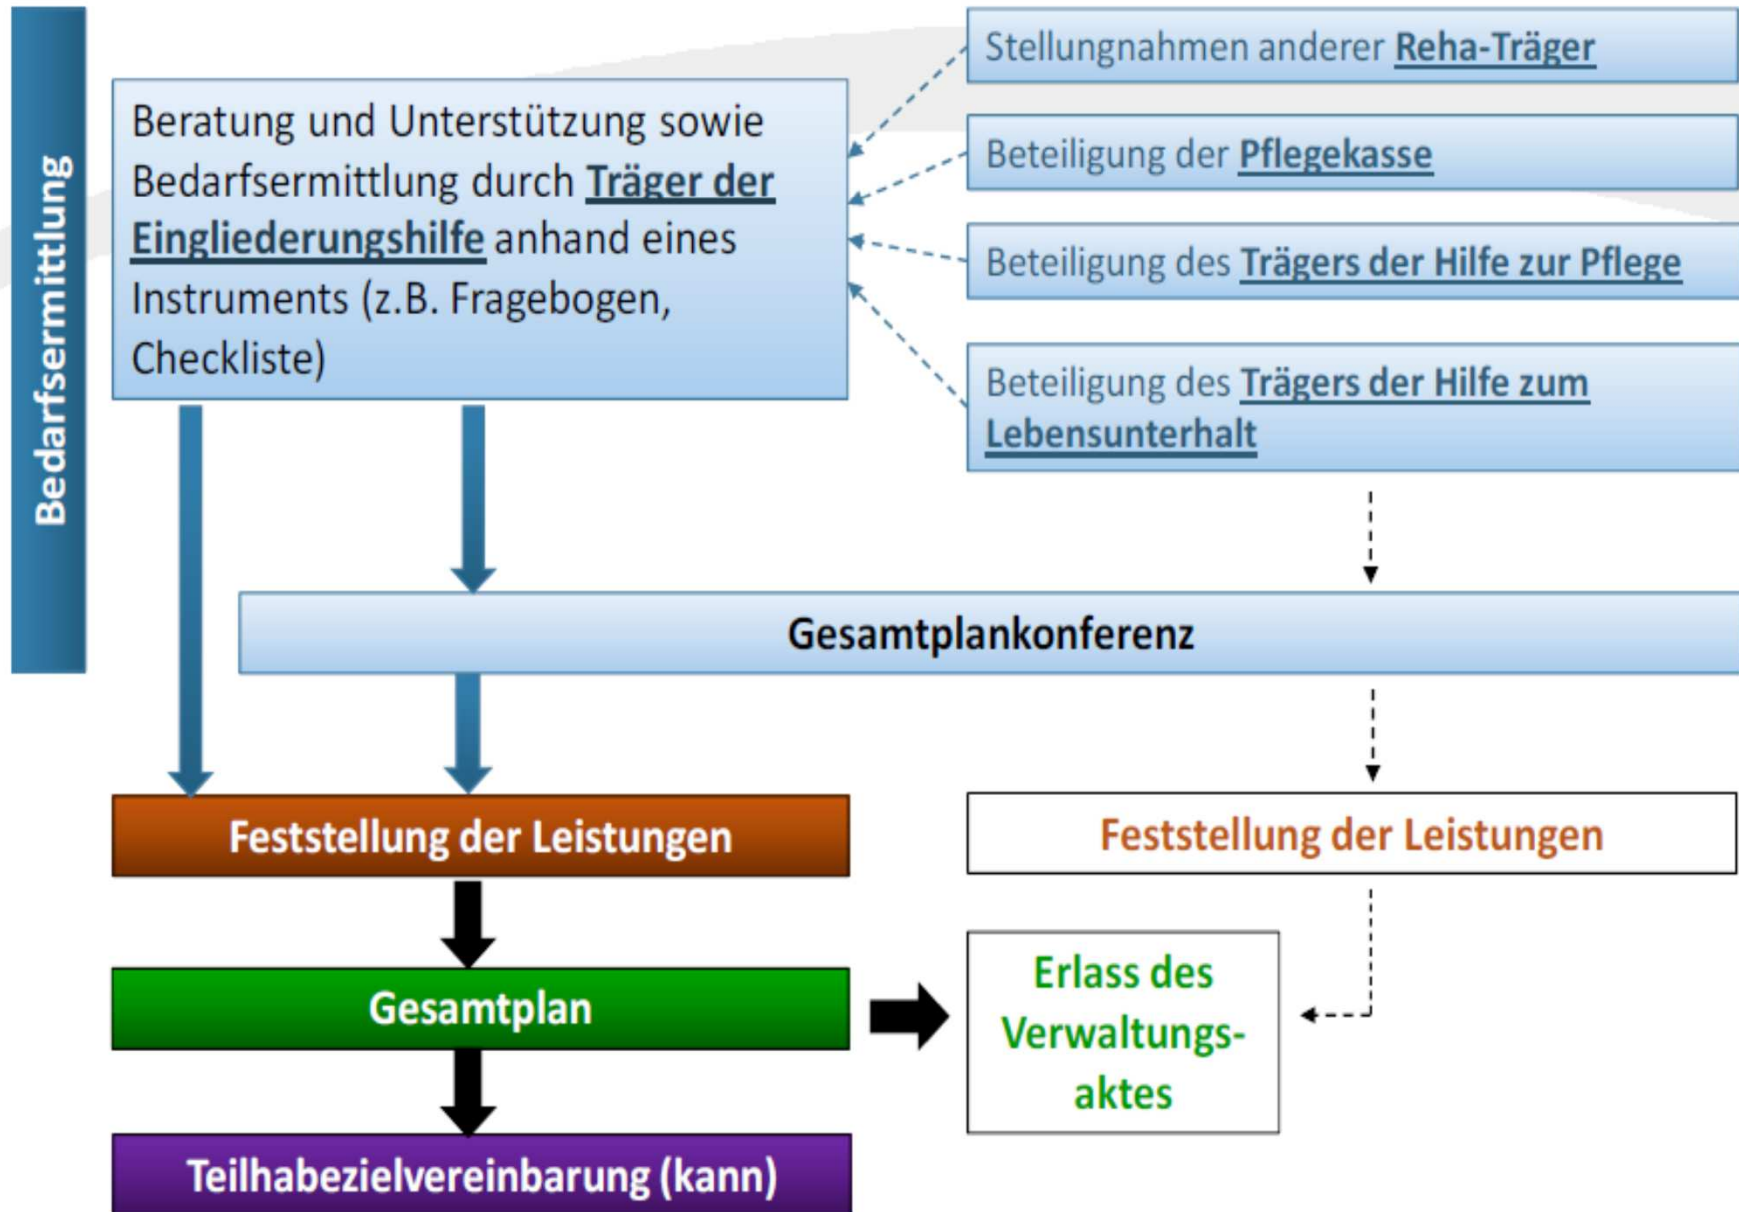 Bedarfsermittlung
Beratung und Unterstützung sowie
Bedarfsermittlung durch Träger der
Eingliederungshilfe anhand eines
Instruments (z.B. Fragebogen,
Checkliste)
Stellungnahmen anderer Reha-Träger
Beteiligung der Pflegekasse
Beteiligung des Trägers der Hilfe zur Pflege
Beteiligung des Trägers der Hilfe zum
Lebensunterhalt
Gesamtplankonferenz
Feststellung der Leistungen
Feststellung der Leistungen
Gesamtplan
Erlass des
Verwaltungs-
aktes
Teilhabezielvereinbarung (kann)